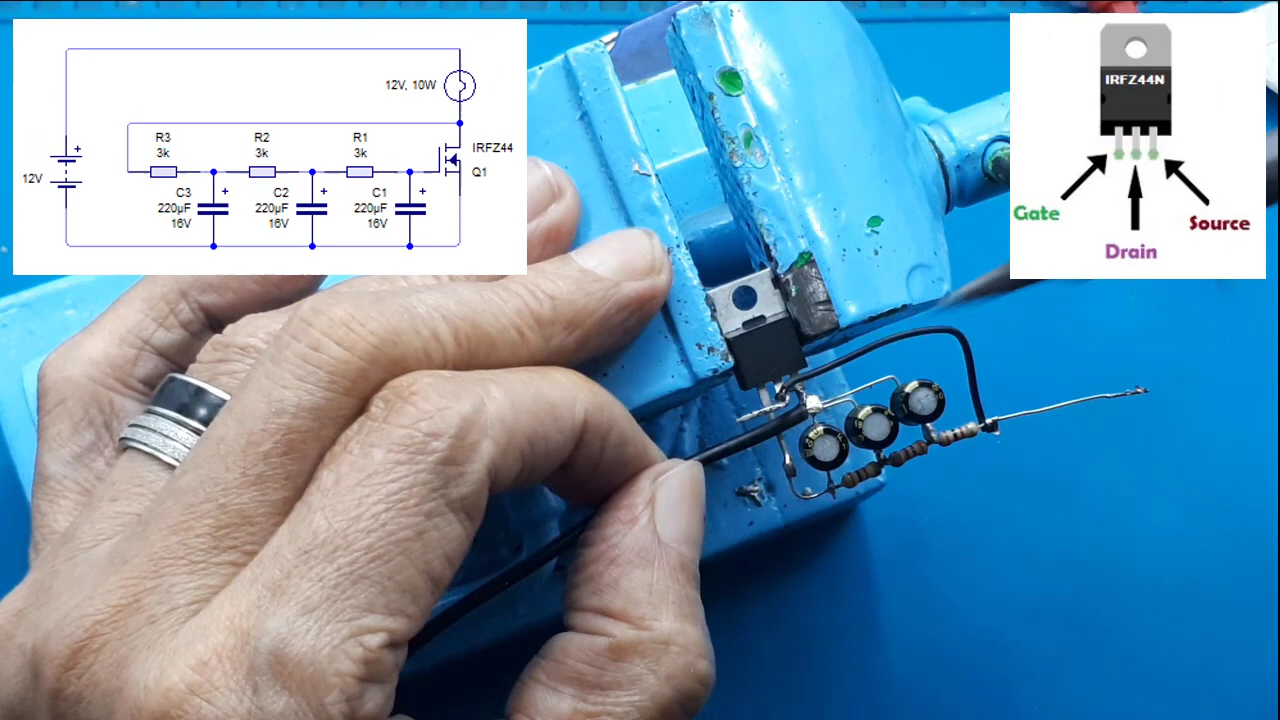 12V, 10W
R3
3k
R2
3k
R1
3k
IRFZ44
Q1
+
12V
C3
220µF
16V
+
C2
220µF
16V
+
C1
220µF
16V
+
IRFZ44N
Gate
Drain
Source